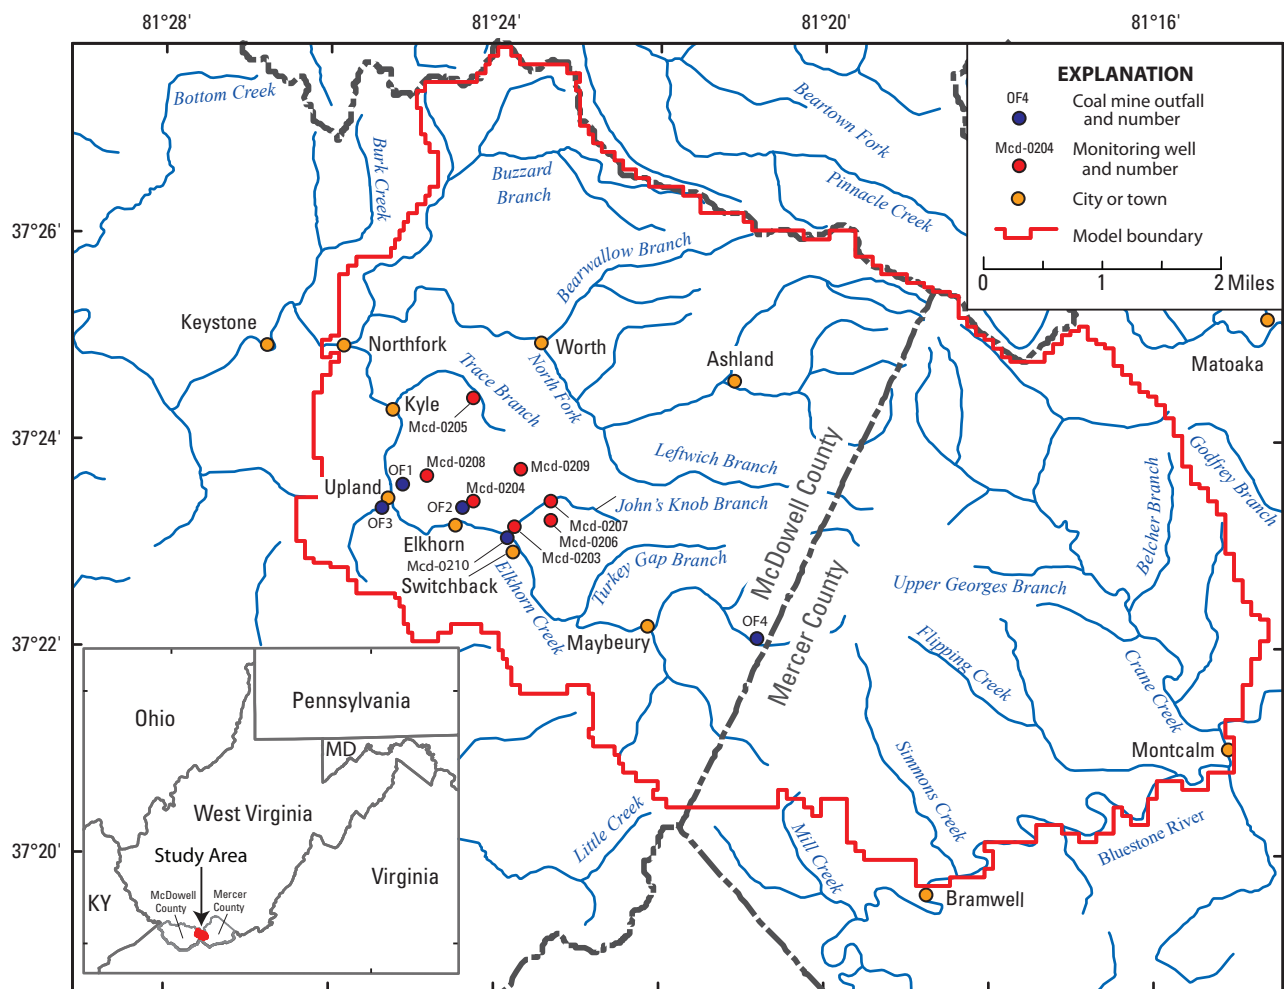 81°28'
81°24'
81°20'
81°16'
37°26'
37°24'
37°22'
37°20'
EXPLANATION
OF4
Coal mine outfall
and number
Mcd-0204
Monitoring well
and number
City or town
Model boundary
0
1
2 Miles
Bottom Creek
Burk Creek
Buzzard
Branch
Beartown Fork
Pinnacle Creek
Bearwallow Branch
Keystone
Northfork
Worth
Ashland
Matoaka
Trace Branch
North Fork
Kyle
Mcd-0205
Leftwich Branch
Godfrey Branch
Belcher Branch
OF1
Mcd-0208
Mcd-0209
Upland
Mcd-0204
OF2
OF3
John's Knob Branch
Mcd-0207
Mcd-0206
Elkhorn
Mcd-0210
Mcd-0203
Switchback
Elkhorn Creek
Turkey Gap Branch
McDowell County
Mercer County
Upper Georges Branch
Maybeury
OF4
Flipping Creek
Crane Creek
Montcalm
Simmons Creek
Mill Creek
Little Creek
Bluestone River
Bramwell
Ohio
Pennsylvania
MD
West Virginia
Study Area
Virginia
KY
McDowell
County
Mercer
County